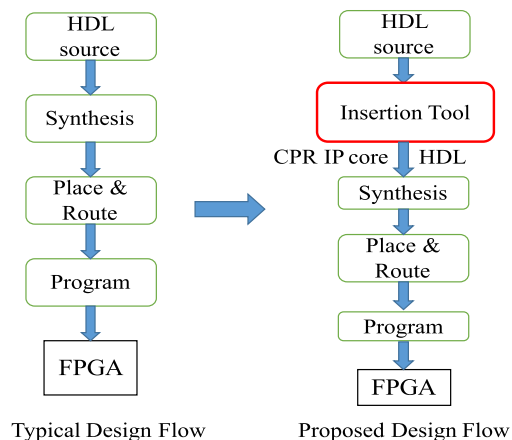 HDL
source
Synthesis
Place &
Route
Program
FPGA
Typical Design Flow
HDL
source
Insertion Tool
CPR IP core HDL
Synthesis
Place &
Route
Program
FPGA
Proposed Design Flow